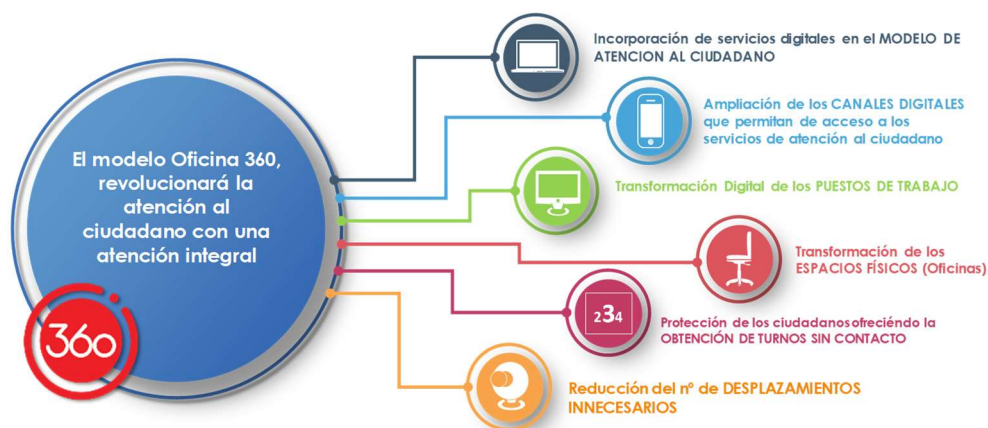 El modelo Oficina 360,
revolucionará la
atención al
ciudadano con una
atención integral
360
Incorporación de servicios digitales en el MODELO DE
ATENCION AL CIUDADANO
Ampliación de los CANALES DIGITALES
que permitan de acceso a los
servicios de atención al ciudadano
Transformación Digital de los PUESTOS DE TRABAJO
Transformación de los
ESPACIOS FÍSICOS (Oficinas)
234
Protección de los ciudadanos ofreciéndo la
OBTENCIÓN DE TURNOS SIN CONTACTO
Reducción del nº de DESPLAZAMIENTOS
INNECESARIOS